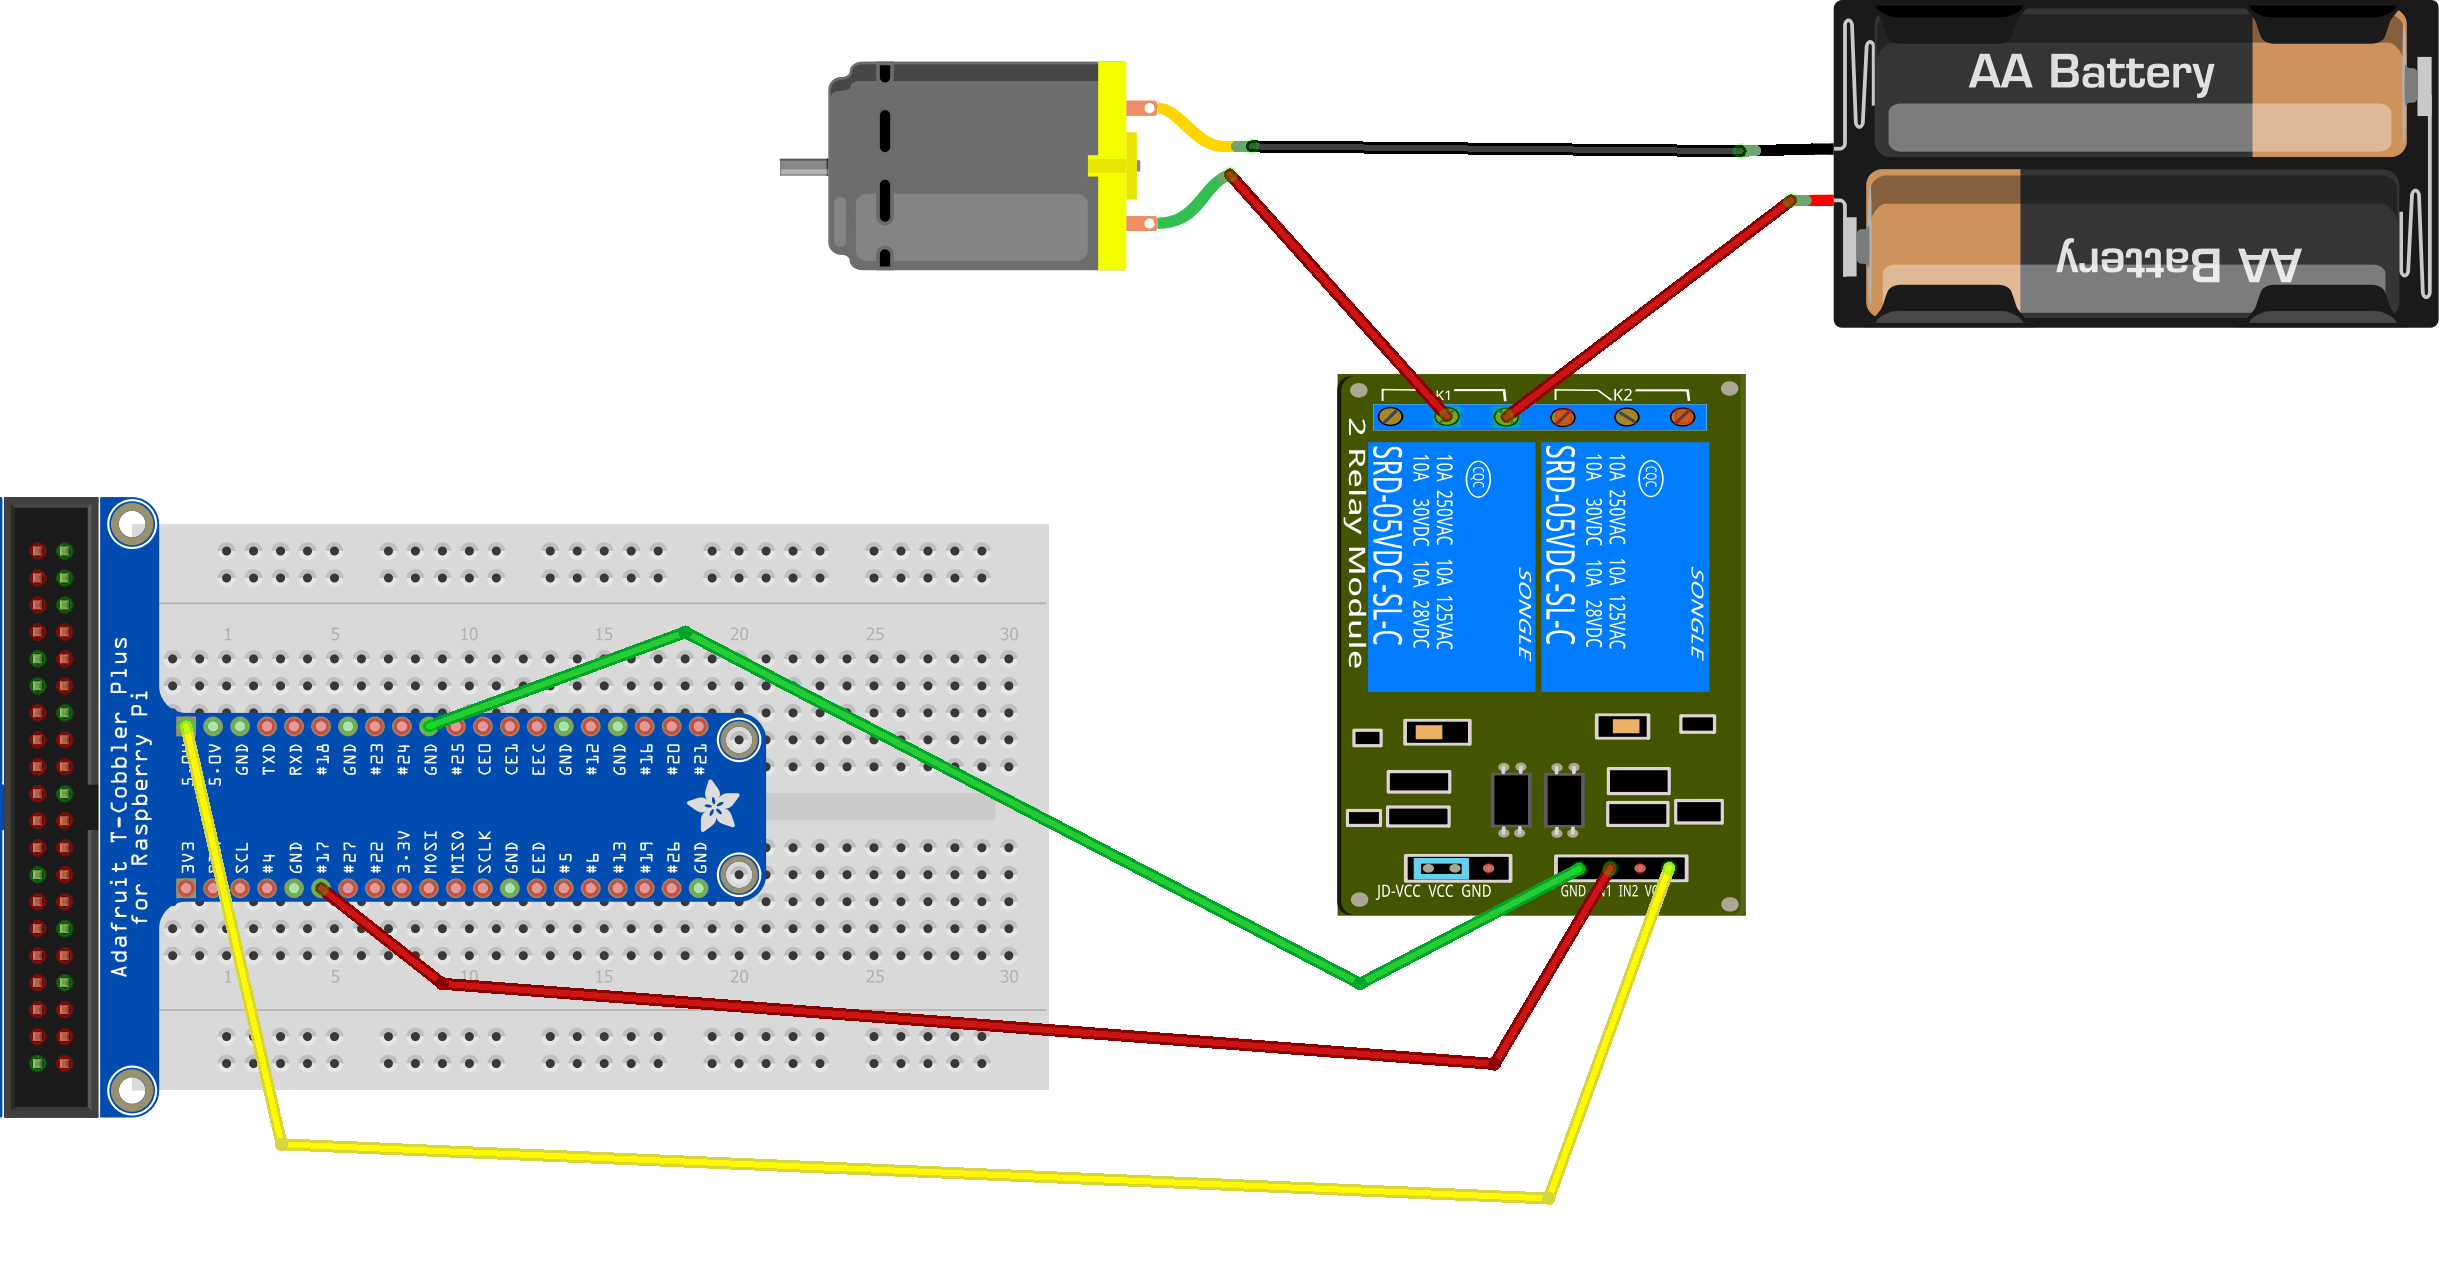 AA Battery
AA Battery
K1
K2
2 Relay Module
SRD-05VDC-SL-C
10A 30VDC 10A 28VDC
10A 250VAC 10A 125VAC
CQC
SONGLE
SRD-05VDC-SL-C
10A 30VDC 10A 28VDC
10A 250VAC 10A 125VAC
CQC
SONGLE
JD-VCC VCC GND
GND IN2
Adafruit T-Cobbler Plus
for Raspberry Pi
1 5 10 15 20 25 30
5.0V GND TXD RXD #18 GND #23 #24 GND #25 CE0 CE1 EEC GND #12 GND #16 #20 #21
3V3 SCL #4 GND #17 #27 #22 3.3V MOSI MISO SCLK GND EED #5 #6 #13 #19 #26 GND
1 5 10 15 20 25 30